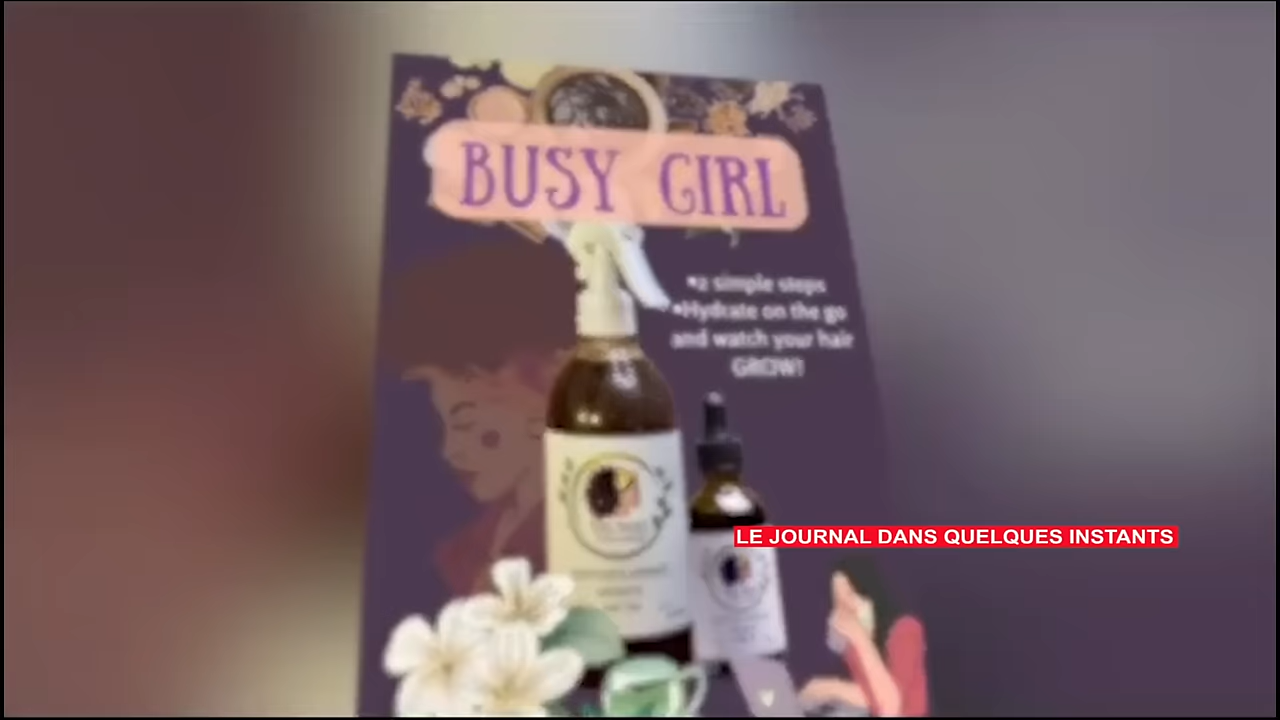 BUSY GIRL
•2 simple steps
•Hydrate on the go
and watch your hair
GROW!
LE JOURNAL DANS QUELQUES INSTANTS